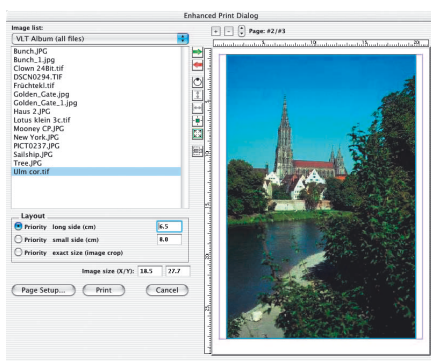 Enhanced Print Dialog
Image list:
VLT Album (all files)
Page: #2/#3
Bunch.JPG
Bunch_1.jpg
Clown 24Bit.tif
DSCN0294.TIF
Früchtekl.tif
Golden_Gate.jpg
Golden_Gate_1.jpg
Haus 2.JPG
Lotus klein 3c.tif
Mooney CP.JPG
New York.JPG
PICT0237.JPG
Sailship.JPG
Tree.JPG
Ulm cor.tif
Layout
Priority long side (cm) 6.5
Priority small side (cm) 8.0
Priority exact size (image crop)
Image size (X/Y): 18.5 27.7
Page Setup... Print Cancel